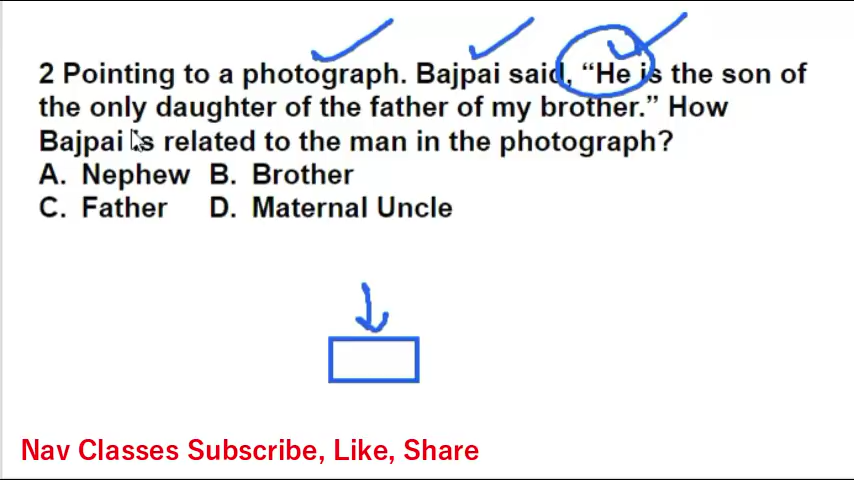 2 Pointing to a photograph. Bajpai said, “He is the son of
the only daughter of the father of my brother.” How
Bajpai is related to the man in the photograph?
A. Nephew B. Brother
C. Father D. Maternal Uncle
Nav Classes Subscribe, Like, Share